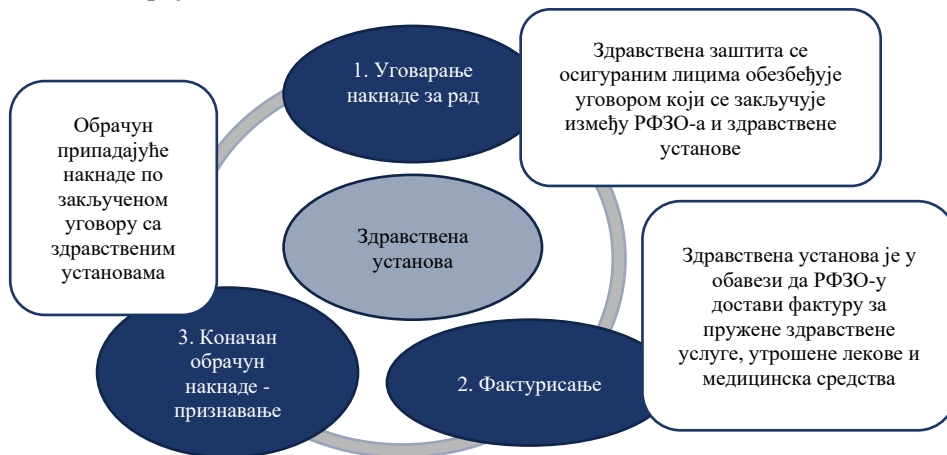 1. Уговарање
накнаде за рад
Здравствена заштита се
осигураним лицима обезбеђује
уговором који се закључује
између РФЗО-а и здравствене
установе
Обрачун
припадајуће
накнаде по
закљученом
уговору са
здравственим
установама
Здравствена
установа
Здравствена установа је у
обавези да РФЗО-у
достави фактуру за
пружене здравствене
услуге, утрошене лекове и
медицинска средства
3. Коначан
обрачун
накнаде -
признавање
2. Фактурисање